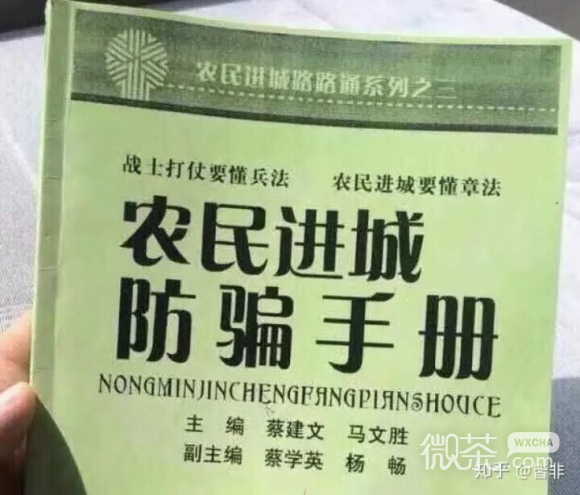 农民进城路路通系列之二
战士打仗要懂兵法 农民进城要懂章法
农民进城
防骗手册
NONGMINJINCHENGFANGPIANSHOUCE
主编 蔡建文 马文胜
副主编 蔡学英 杨畅
微茶 WXCHA.COM
知乎 @皆非